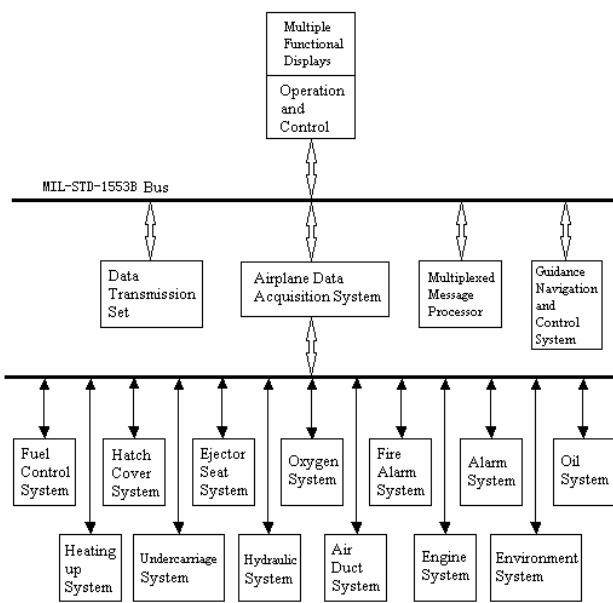 Multiple
Functional
Displays
Operation
and
Control
MIL-STD-1553B Bus
Data
Transmission
Set
Airplane Data
Acquisition System
Multiplexed
Message
Processor
Guidance
Navigation
and
Control
System
Fuel
Control
System
Hatch
Cover
System
Ejector
Seat
System
Oxygen
System
Fire
Alarm
System
Alarm
System
Oil
System
Heating
up
System
Undercarriage
System
Hydraulic
System
Air
Duct
System
Engine
System
Environment
System